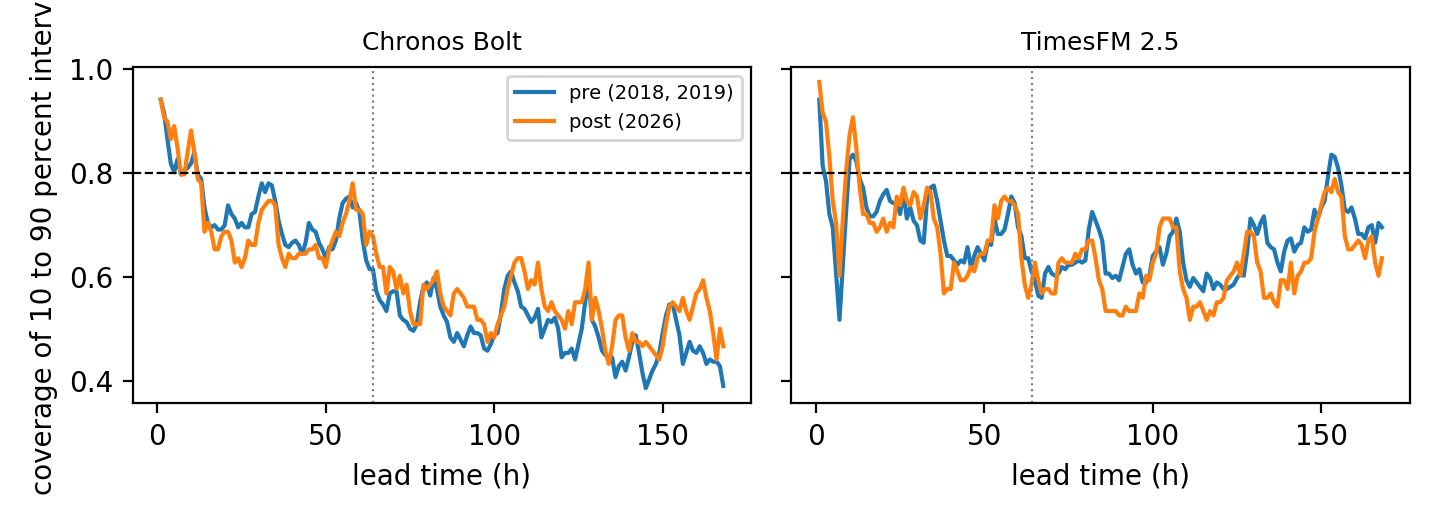 Chronos Bolt
TimesFM 2.5
coverage of 10 to 90 percent interv
1.0
0.8
0.6
0.4
pre (2018, 2019)
post (2026)
0
50
100
150
0
50
100
150
lead time (h)
lead time (h)